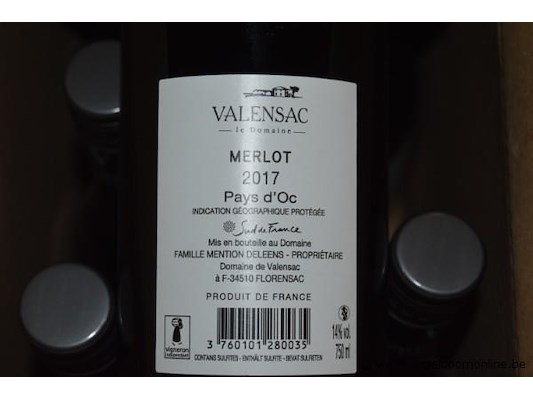 VALENSAC
le Domaine
MERLOT
2017
Pays d'Oc
INDICATION GÉOGRAPHIQUE PROTÉGÉE
Sud de France
Mis en bouteille au Domaine
FAMILLE MENTION DELEENS - PROPRIÉTAIRE
Domaine de Valensac
à F-34510 FLORENSAC
PRODUIT DE FRANCE
14% vol.
750 ml
vigneron
indépendant
3 760101 280035
CONTAINS SULFITES - ENTHÄLT SULFITE - BEVAT SULFIETEN